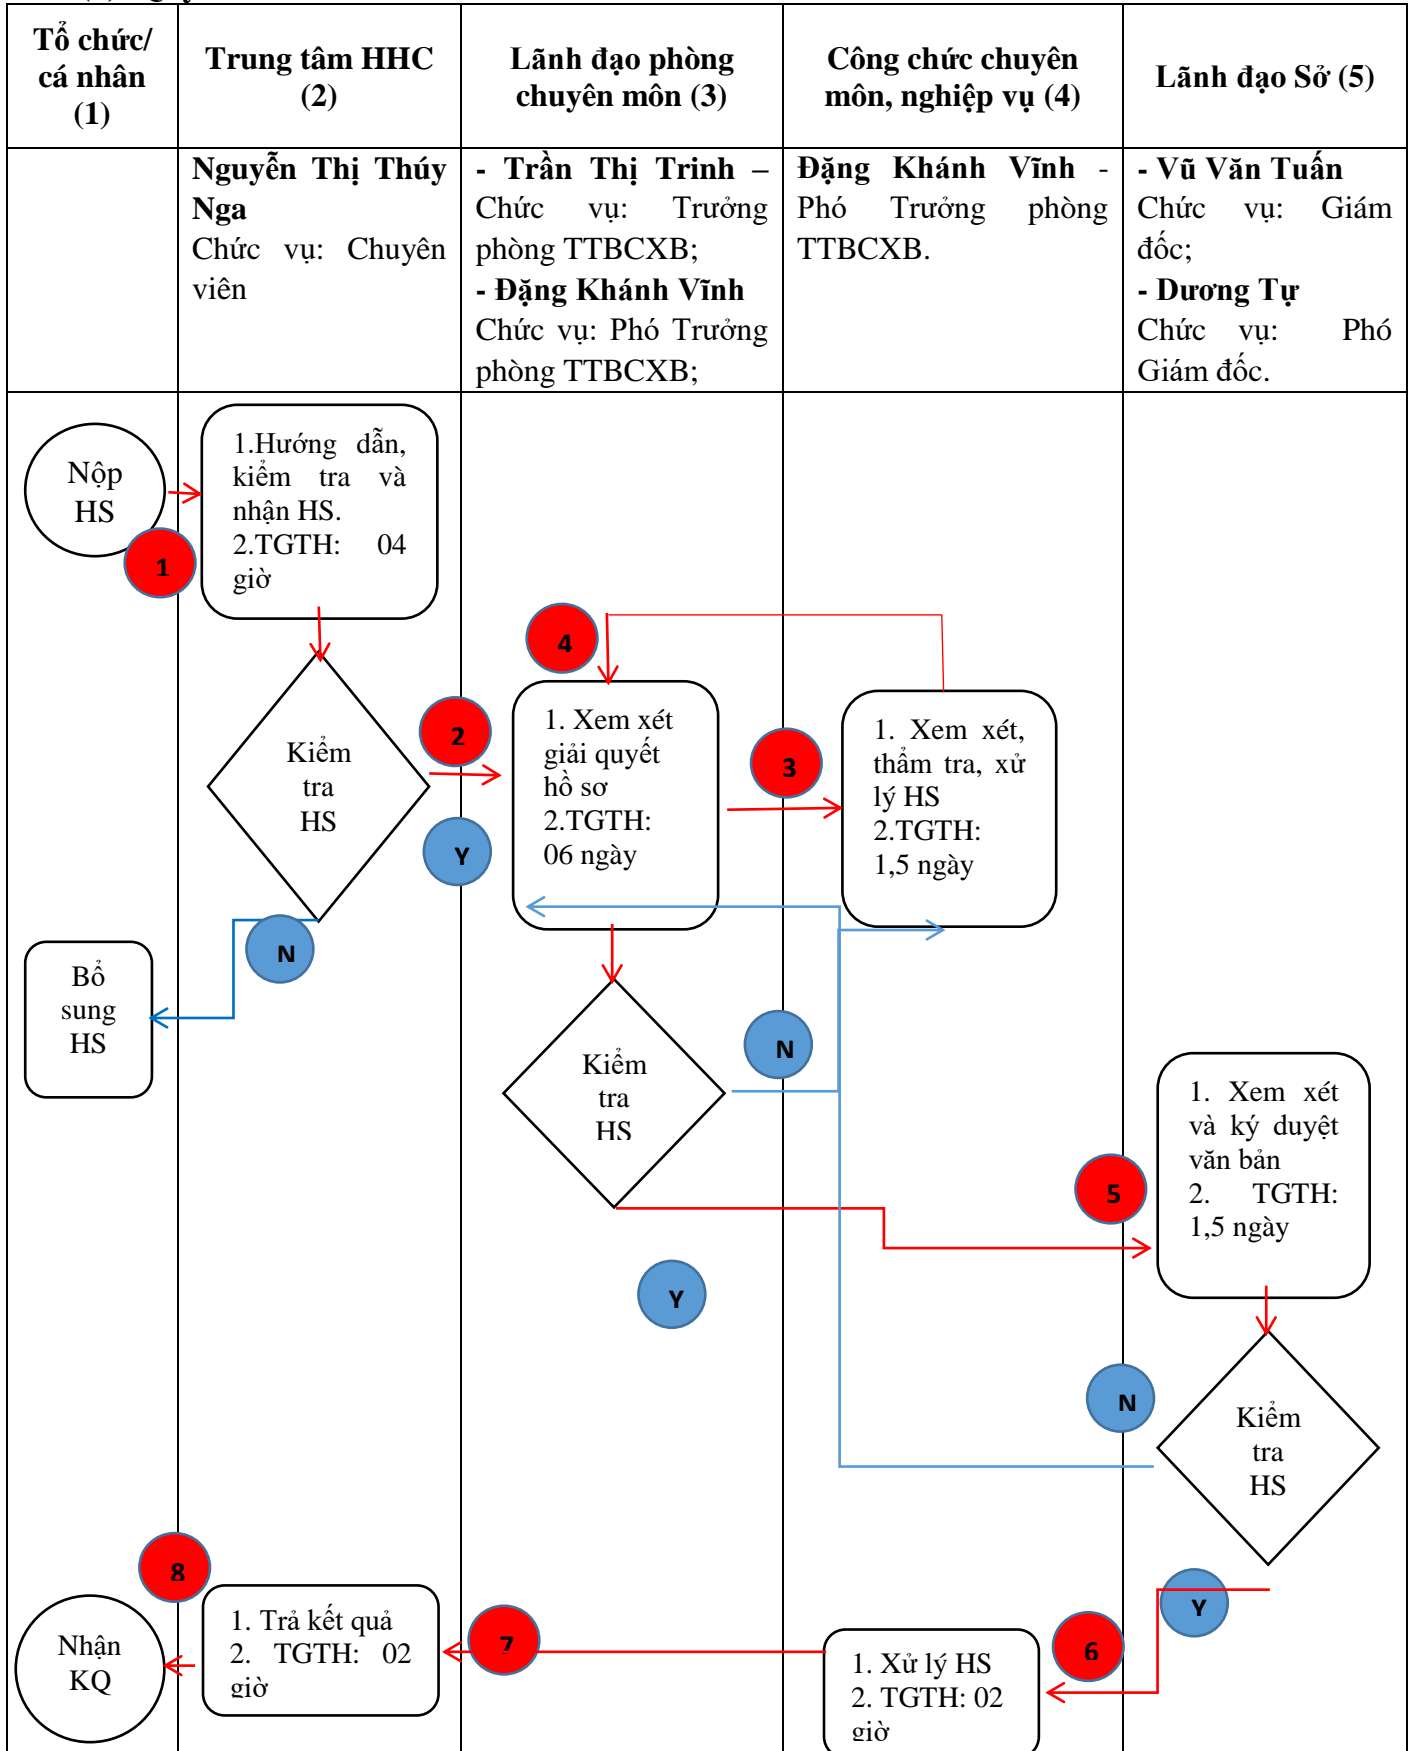 Tổ chức/
cá nhân
(1)
Trung tâm HHC
(2)
Lãnh đạo phòng
chuyên môn (3)
Công chức chuyên
môn, nghiệp vụ (4)
Lãnh đạo Sở (5)
Nguyễn Thị Thúy
Nga
Chức vụ: Chuyên
viên
- Trần Thị Trinh –
Chức vụ: Trưởng
phòng TTBCXB;
- Đặng Khánh Vĩnh
Chức vụ: Phó Trưởng
phòng TTBCXB;
Đặng Khánh Vĩnh -
Phó Trưởng phòng
TTBCXB.
- Vũ Văn Tuấn
Chức vụ: Giám
đốc;
- Dương Tự
Chức vụ: Phó
Giám đốc.
Nộp
HS
1
1.Hướng dẫn,
kiểm tra và
nhận HS.
2.TGTH: 04
giờ
Kiểm
tra
HS
2
Y
N
Bổ
sung
HS
4
1. Xem xét
giải quyết
hồ sơ
2.TGTH:
06 ngày
3
1. Xem xét,
thẩm tra, xử
lý HS
2.TGTH:
1,5 ngày
Kiểm
tra
HS
N
Y
5
1. Xem xét
và ký duyệt
văn bản
2. TGTH:
1,5 ngày
N
Kiểm
tra
HS
Y
6
1. Xử lý HS
2. TGTH: 02
giờ
7
1. Trả kết quả
2. TGTH: 02
giờ
8
Nhận
KQ